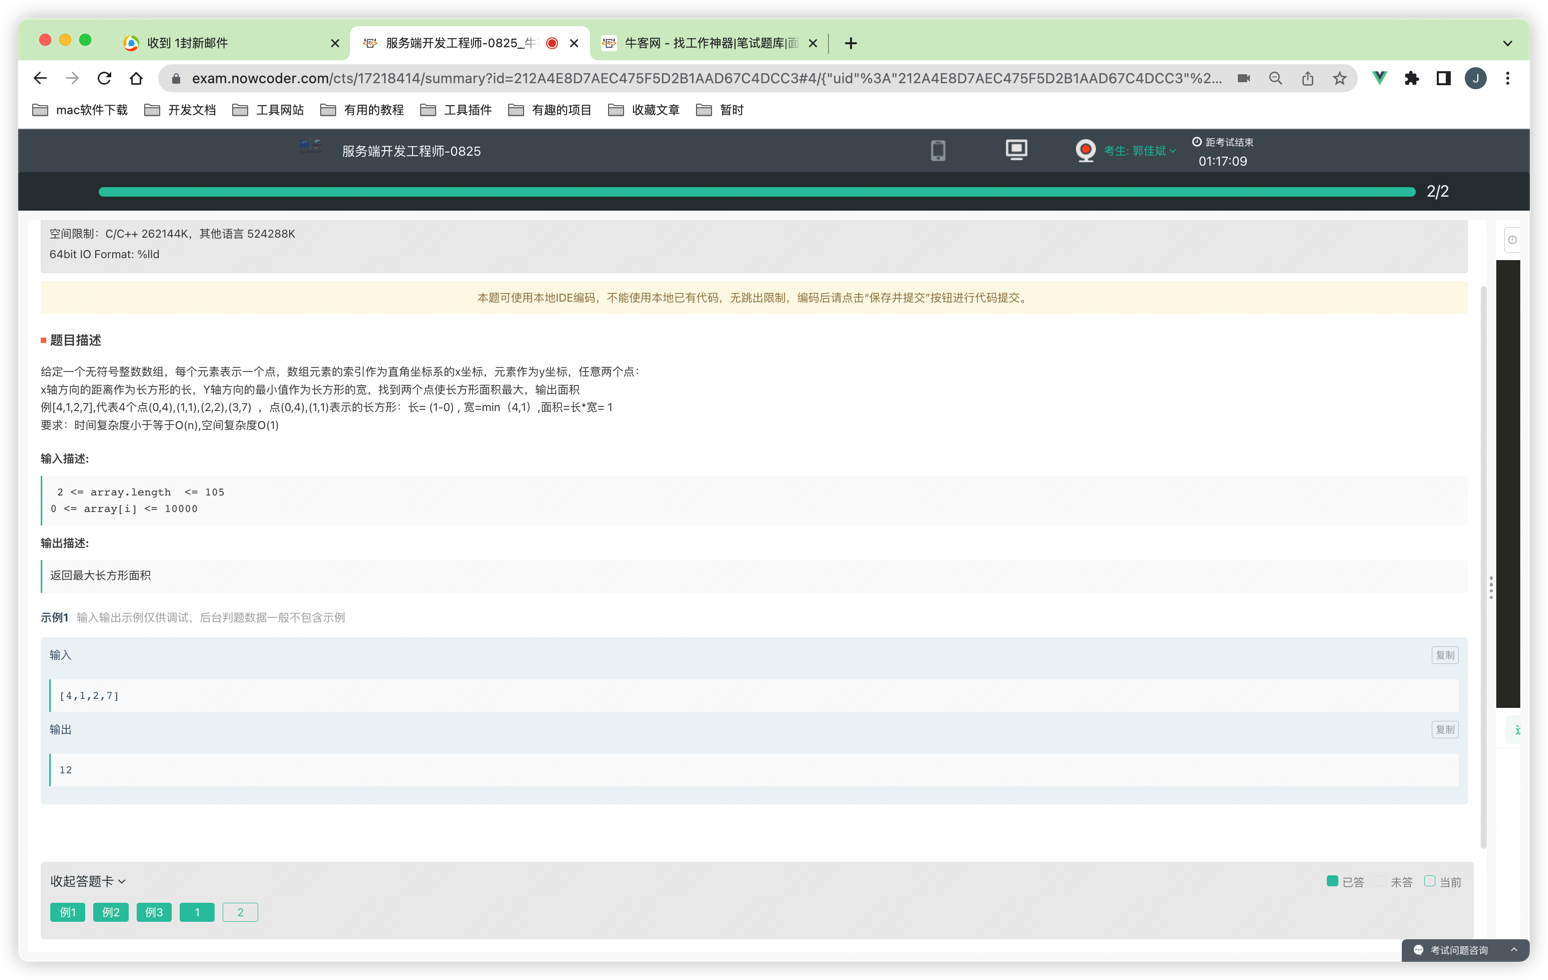 收到 1封新邮件
服务端开发工程师-0825_牛
牛客网 - 找工作神器|笔试题库|面
exam.nowcoder.com/cts/17218414/summary?id=212A4E8D7AEC475F5D2B1AAD67C4DCC3#4/{"uid"%3A"212A4E8D7AEC475F5D2B1AAD67C4DCC3"%2...
J
mac软件下载 开发文档 工具网站 有用的教程 工具插件 有趣的项目 收藏文章 暂时
服务端开发工程师-0825
考生: 郭佳斌
距考试结束
01:17:09
2/2
空间限制：C/C++ 262144K，其他语言 524288K
64bit IO Format: %lld
本题可使用本地IDE编码，不能使用本地已有代码，无跳出限制，编码后请点击“保存并提交”按钮进行代码提交。
题目描述
给定一个无符号整数数组，每个元素表示一个点，数组元素的索引作为直角坐标系的x坐标，元素作为y坐标，任意两个点：
x轴方向的距离作为长方形的长，Y轴方向的最小值作为长方形的宽，找到两个点使长方形面积最大，输出面积
例[4,1,2,7],代表4个点(0,4),(1,1),(2,2),(3,7) ，点(0,4),(1,1)表示的长方形：长= (1-0) , 宽=min（4,1）,面积=长*宽= 1
要求：时间复杂度小于等于O(n),空间复杂度O(1)
输入描述:
2 <= array.length  <= 105
0 <= array[i] <= 10000
输出描述:
返回最大长方形面积
示例1 输入输出示例仅供调试，后台判题数据一般不包含示例
输入 复制
[4,1,2,7]
输出 复制
12
收起答题卡
已答 未答 当前
例1 例2 例3 1 2
考试问题咨询